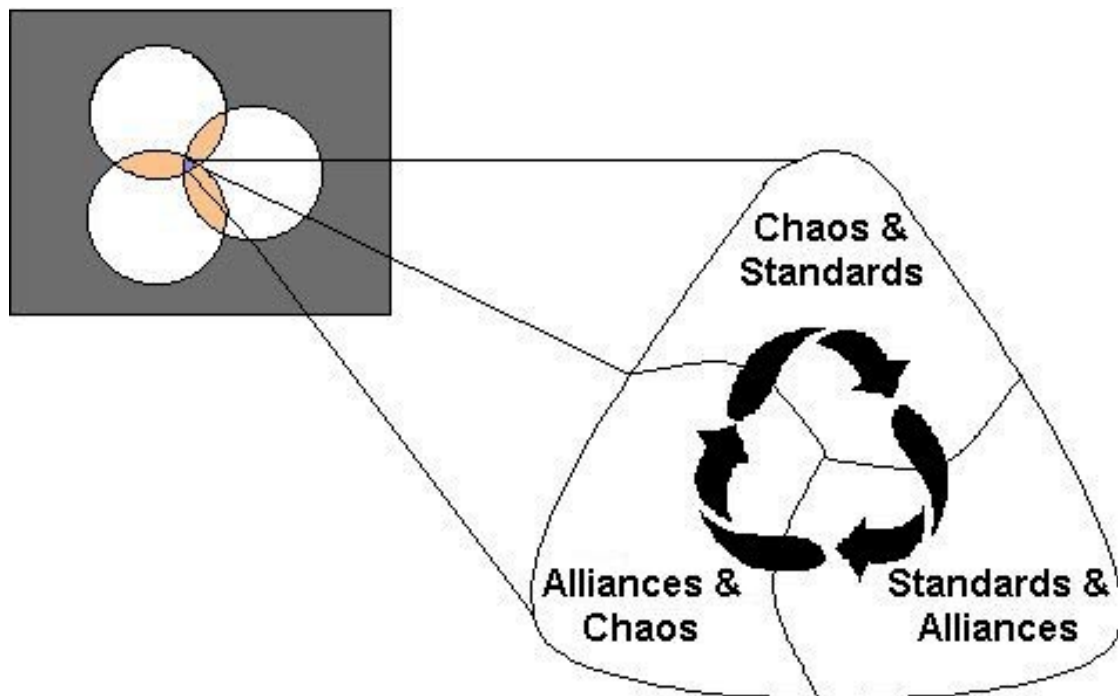 Chaos &
Standards
Alliances &
Chaos
Standards &
Alliances